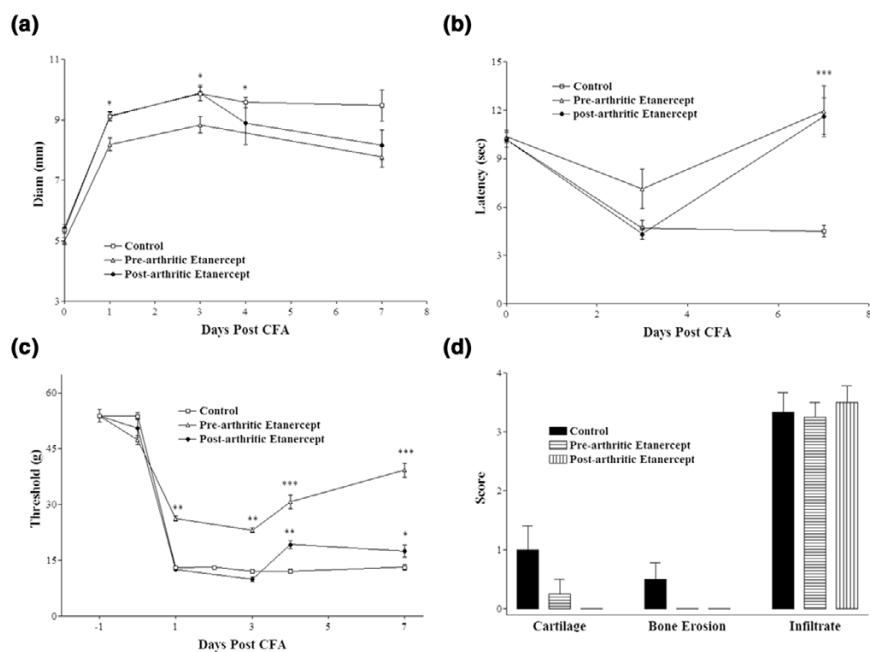 (a)
11
9
7
5
3
Diam (mm)
*
*
*
Control
Pre-arthritic Etanercept
Post-arthritic Etanercept
0 1 2 3 4 5 6 7 8
Days Post CFA
(b)
15
12
9
6
3
0
Latency (sec)
***
Control
Pre-arthritic Etanercept
post-arthritic Etanercept
0 2 4 6 8
Days Post CFA
(c)
60
45
30
15
0
Threshold (g)
Control
Pre-arthritic Etanercept
Post-arthritic Etanercept
**
**
***
***
**
*
-1 1 3 5 7
Days Post CFA
(d)
4
3
2
1
0
Score
Control
Pre-arthritic Etanercept
Post-arthritic Etanercept
Cartilage Bone Erosion Infiltrate